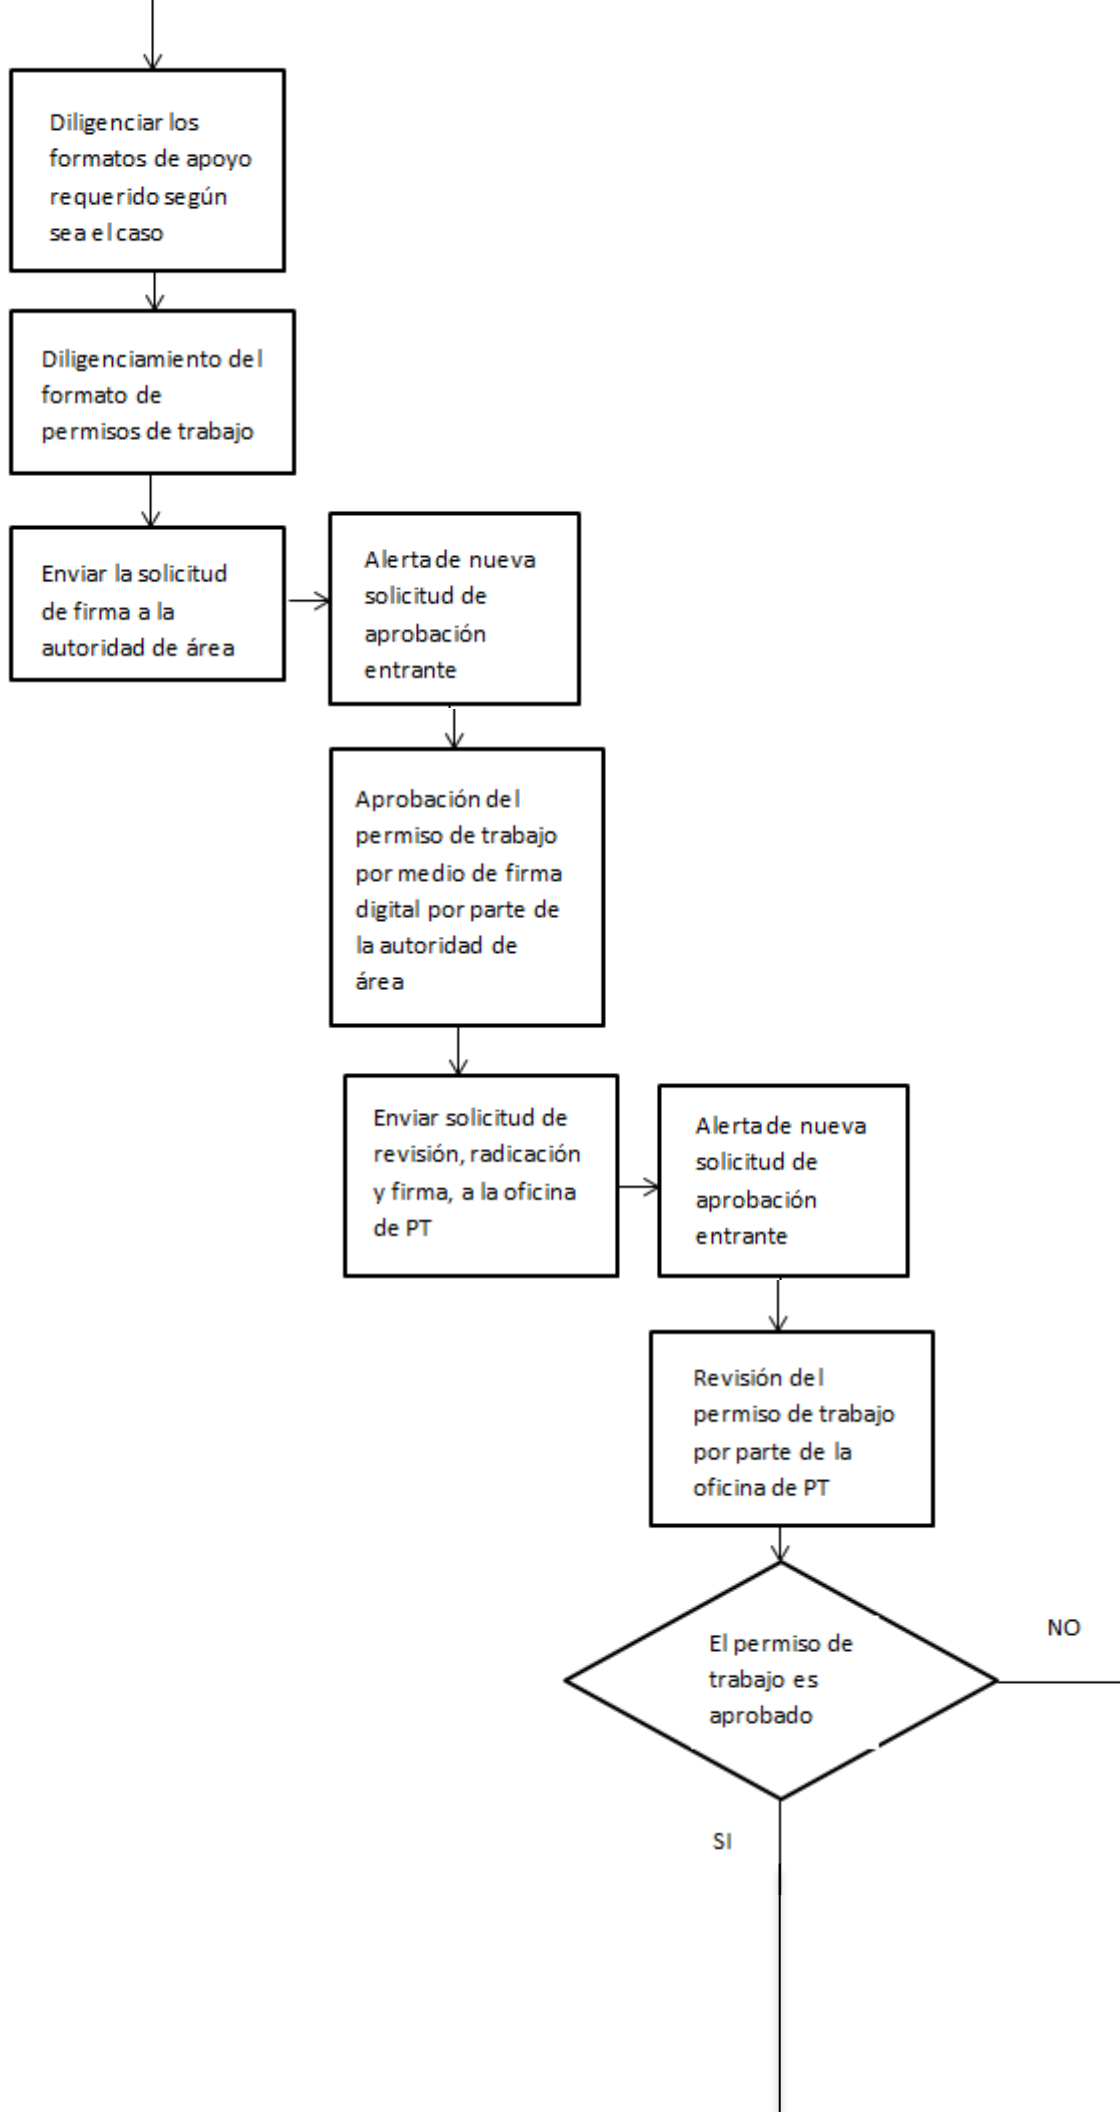 Diligenciar los
formatos de apoyo
requerido según
sea el caso
Diligenciamiento del
formato de
permisos de trabajo
Enviar la solicitud
de firma a la
autoridad de área
Alerta de nueva
solicitud de
aprobación
entrante
Aprobación del
permiso de trabajo
por medio de firma
digital por parte de
la autoridad de
área
Enviar solicitud de
revisión, radicación
y firma, a la oficina
de PT
Alerta de nueva
solicitud de
aprobación
entrante
Revisión del
permiso de trabajo
por parte de la
oficina de PT
El permiso de
trabajo es
aprobado
NO
SI